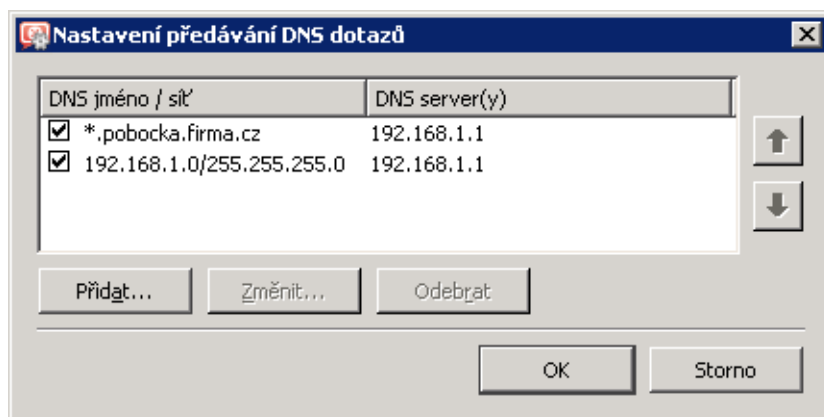 Nastavení předávání DNS dotazů
DNS jméno / síť DNS server(y)
*.pobocka.firma.cz 192.168.1.1
192.168.1.0/255.255.255.0 192.168.1.1
Přidat... Změnit... Odebrat
OK Storno